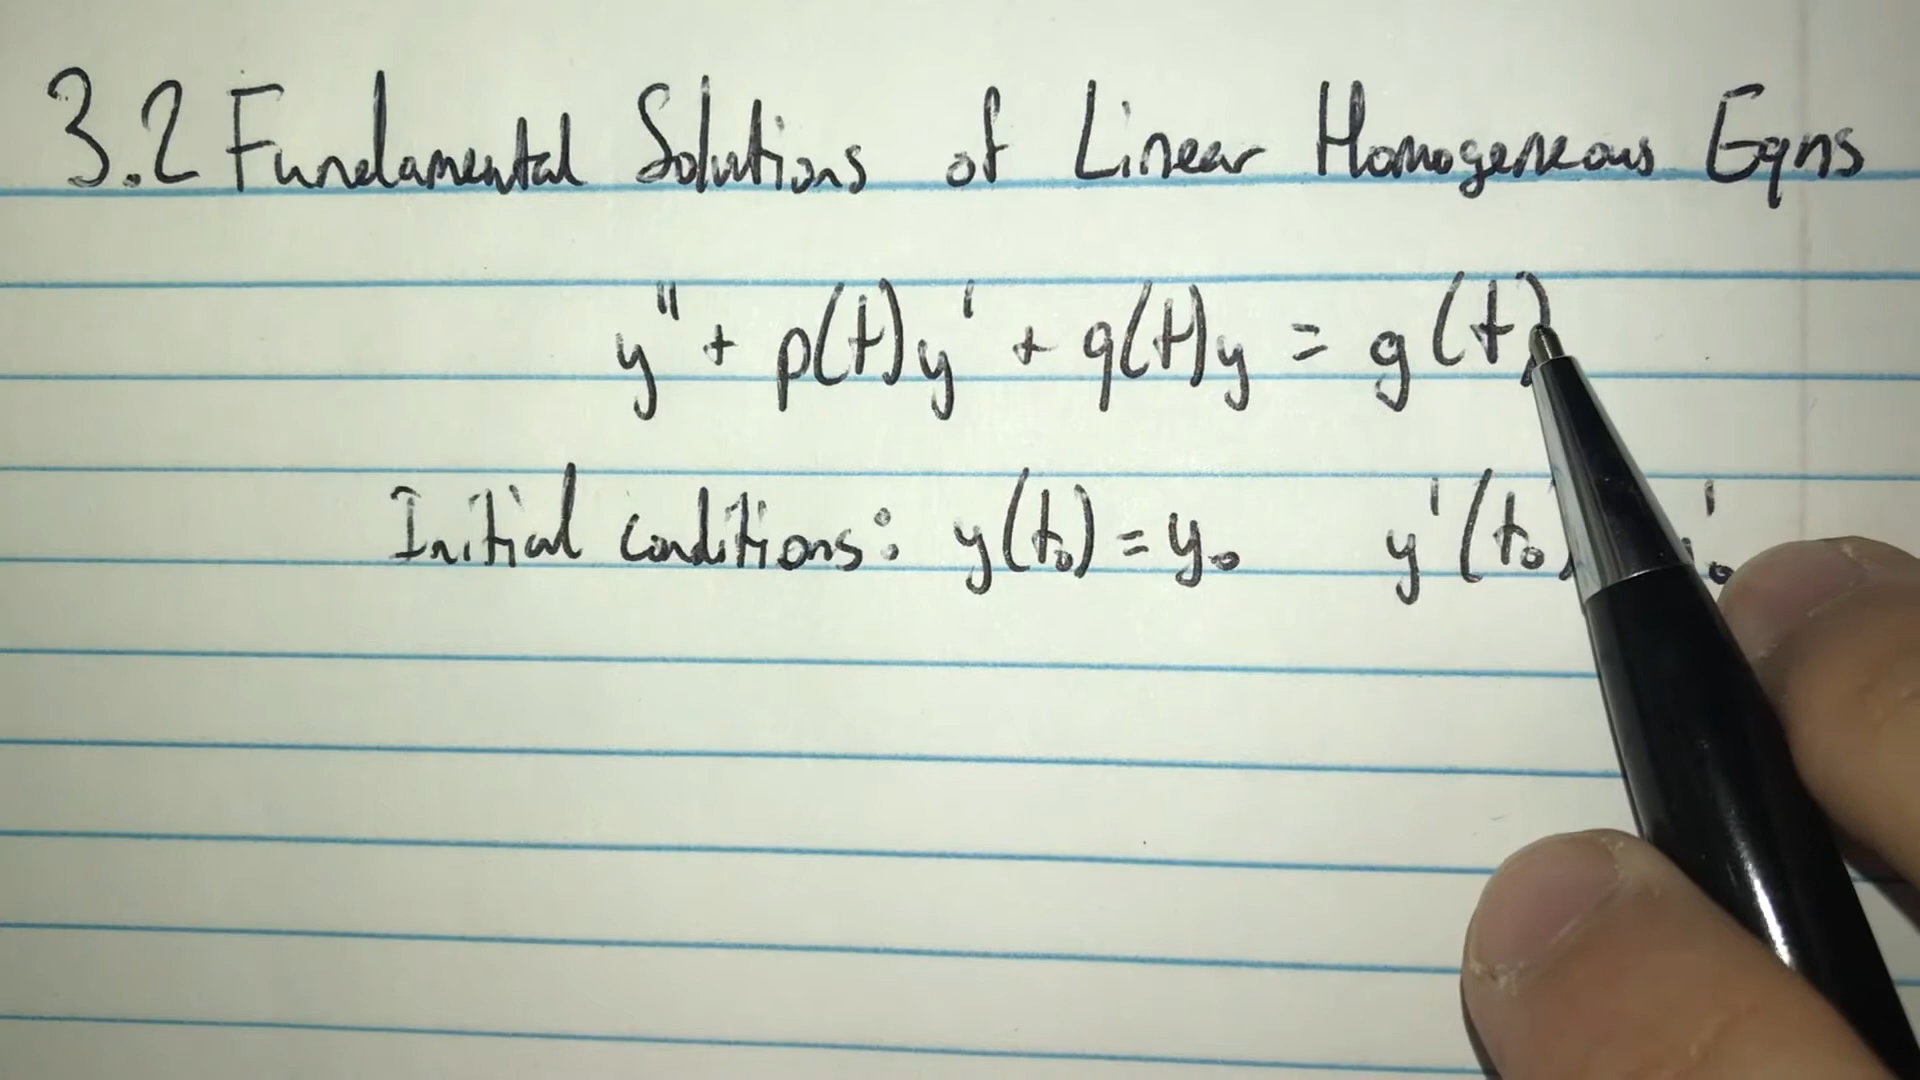 3.2 Fundamental Solutions of Linear Homogeneous Eqns
y" + p(t)y' + q(t)y = g(t)
Initial conditions: y(t₀) = y₀ y'(t₀)